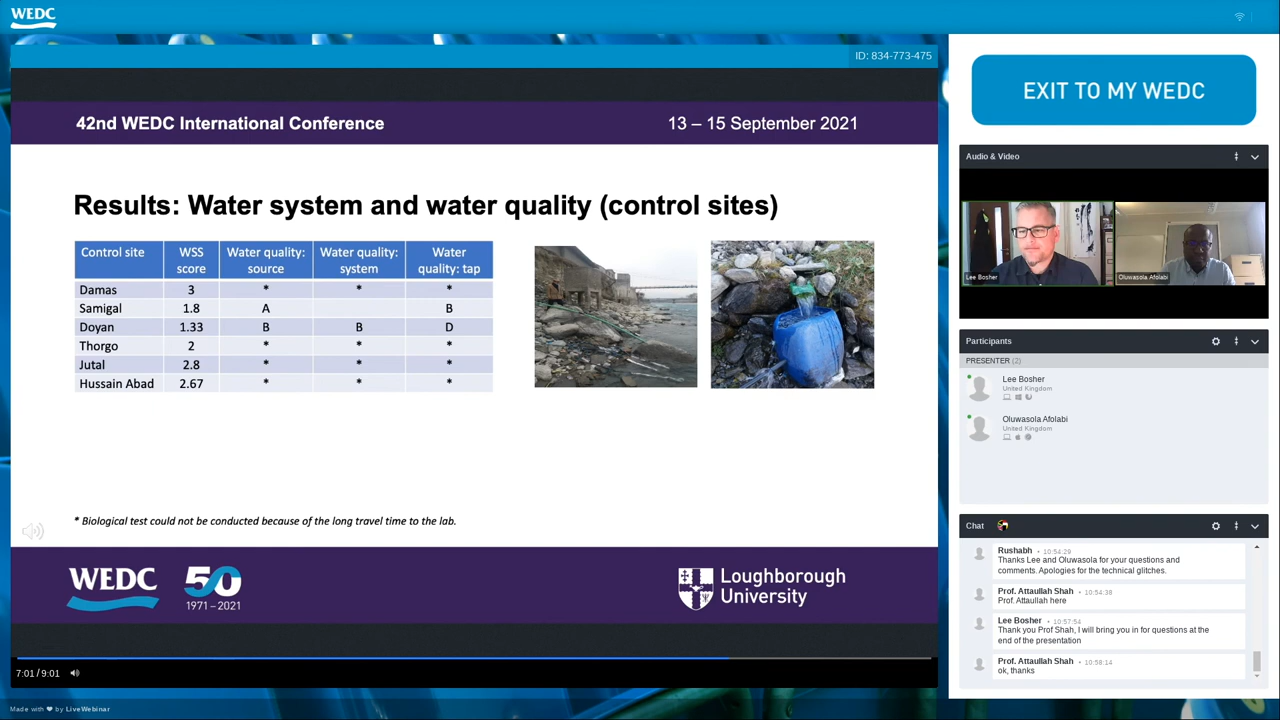 WEDC
ID: 834-773-475
EXIT TO MY WEDC
42nd WEDC International Conference
13 – 15 September 2021
Results: Water system and water quality (control sites)
Control site WSS score Water quality: source Water quality: system Water quality: tap
Damas 3 * * *
Samigal 1.8 A B
Doyan 1.33 B B D
Thorgo 2 * * *
Jutal 2.8 * * *
Hussain Abad 2.67 * * *
* Biological test could not be conducted because of the long travel time to the lab.
WEDC
50
1971 – 2021
Loughborough
University
7:01 / 9:01
Made with ❤ by LiveWebinar
Audio & Video
Lee Bosher
Oluwasola Afolabi
Participants
PRESENTER (2)
Lee Bosher
United Kingdom
Oluwasola Afolabi
United Kingdom
Chat
Rushabh • 10:54:29
Thanks Lee and Oluwasola for your questions and
comments. Apologies for the technical glitches.
Prof. Attaullah Shah • 10:54:38
Prof. Attaullah here
Lee Bosher • 10:57:54
Thank you Prof Shah, I will bring you in for questions at the
end of the presentation
Prof. Attaullah Shah • 10:58:14
ok, thanks